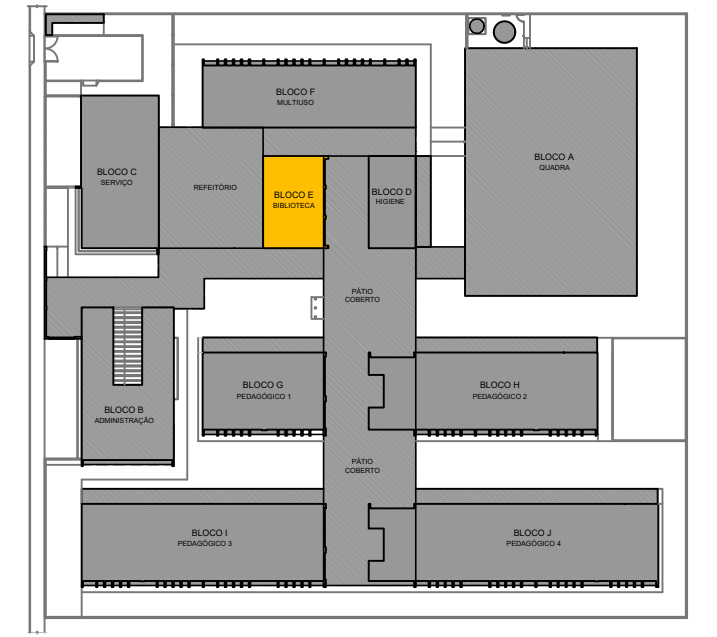 BLOCO F
MULTIUSO
BLOCO A
QUADRA
BLOCO C
SERVIÇO
REFEITÓRIO
BLOCO E
BIBLIOTECA
BLOCO D
HIGIENE
PÁTIO
COBERTO
BLOCO G
PEDAGÓGICO 1
BLOCO H
PEDAGÓGICO 2
BLOCO B
ADMINISTRAÇÃO
PÁTIO
COBERTO
BLOCO I
PEDAGÓGICO 3
BLOCO J
PEDAGÓGICO 4